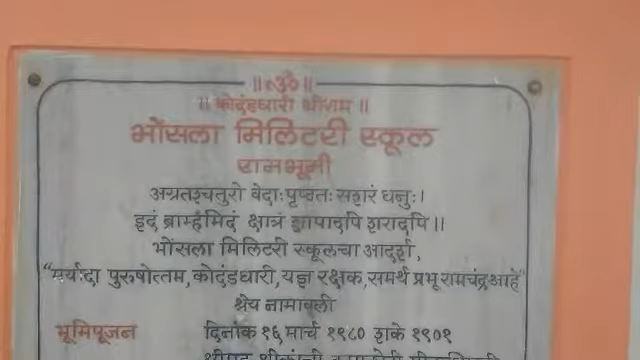 ॥ ॐ ॥
॥ कोदंडधारी श्रीराम ॥
भोंसला मिलिटरी स्कूल
रामभूमी
अग्रतश्चतुरो वेदाः पृष्ठतः सशरं धनुः।
इदं ब्राम्हंमिदं क्षात्रं शापादपि शरादपि॥
भोंसला मिलिटरी स्कूलचा आदर्श,
"मर्यादा पुरुषोत्तम, कोदंडधारी, यज्ञ रक्षक, समर्थ प्रभू रामचंद्र आहे"
श्रेय नामावली
भूमिपूजन दिनांक १६ मार्च १९८० शके १९०१